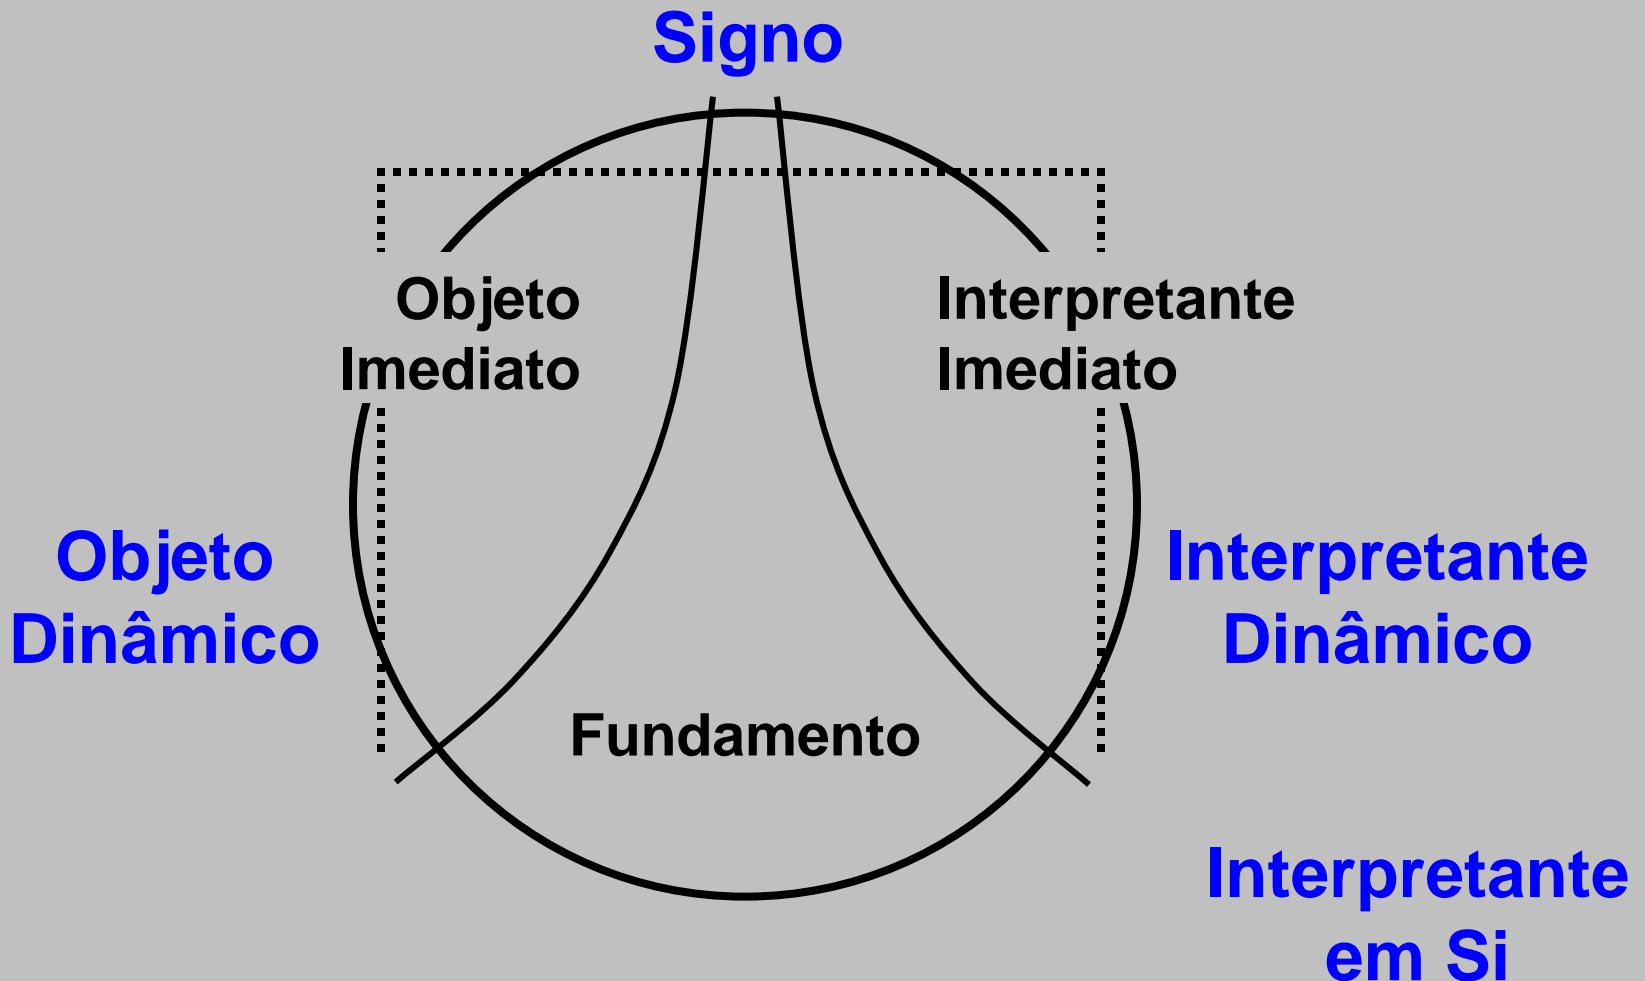 Signo
Objeto
Imediato
Interpretante
Imediato
Objeto
Dinâmico
Interpretante
Dinâmico
Fundamento
Interpretante
em Si